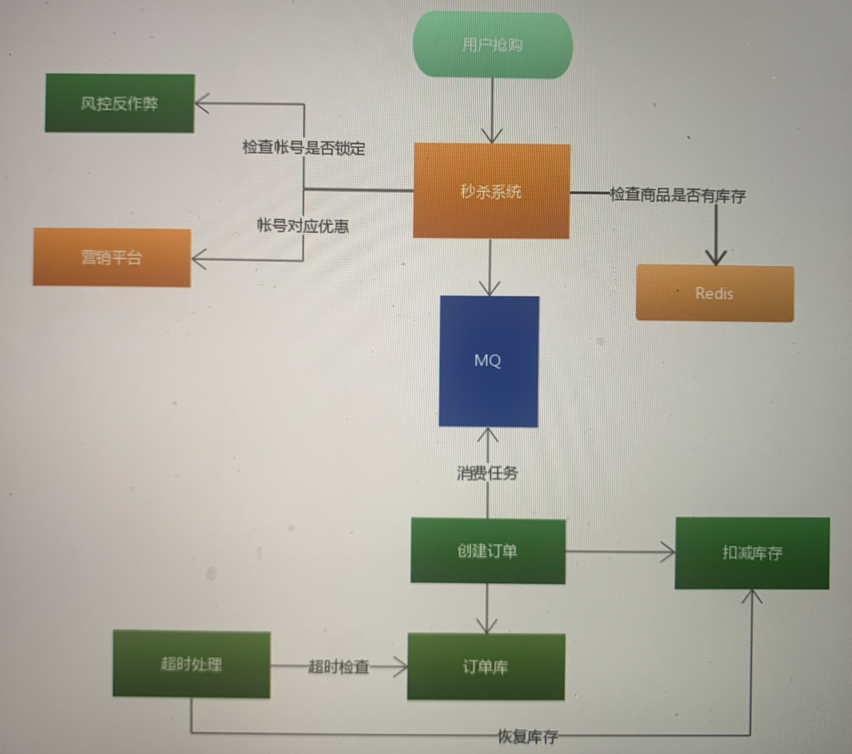 用户抢购
风控反作弊
检查帐号是否锁定
秒杀系统
检查商品是否有库存
帐号对应优惠
营销平台
Redis
MQ
消费任务
创建订单
扣减库存
超时处理
超时检查
订单库
恢复库存